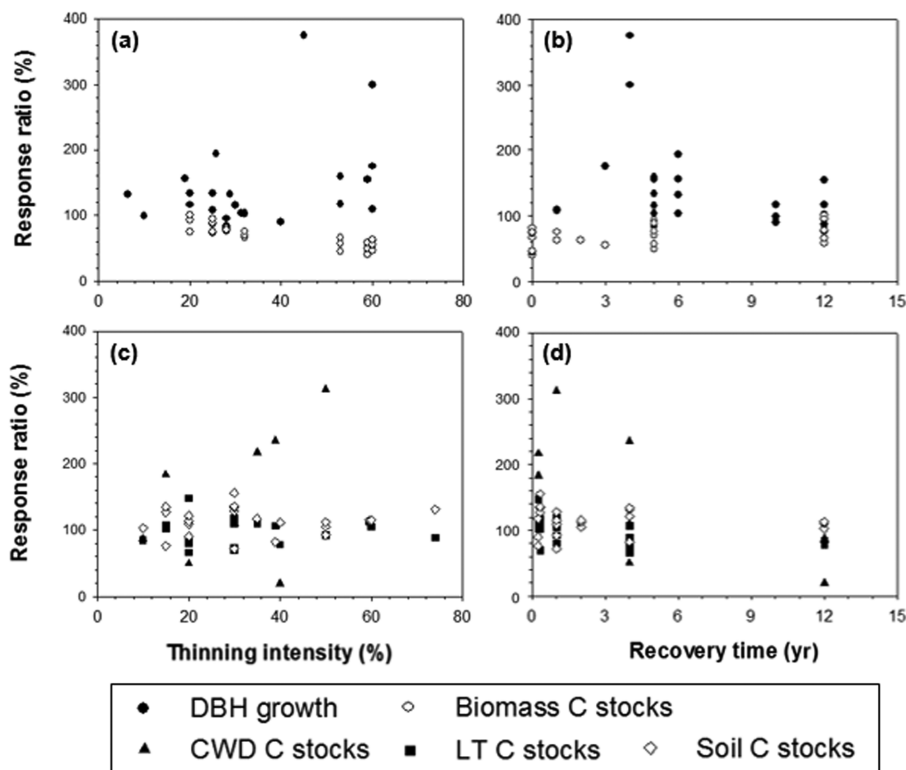 (a)
400
300
200
100
0
0 20 40 60 80
Response ratio (%)
(b)
400
300
200
100
0
0 3 6 9 12 15
(c)
400
300
200
100
0
0 20 40 60 80
Response ratio (%)
Thinning intensity (%)
(d)
400
300
200
100
0
0 3 6 9 12 15
Recovery time (yr)
DBH growth
Biomass C stocks
CWD C stocks
LT C stocks
Soil C stocks